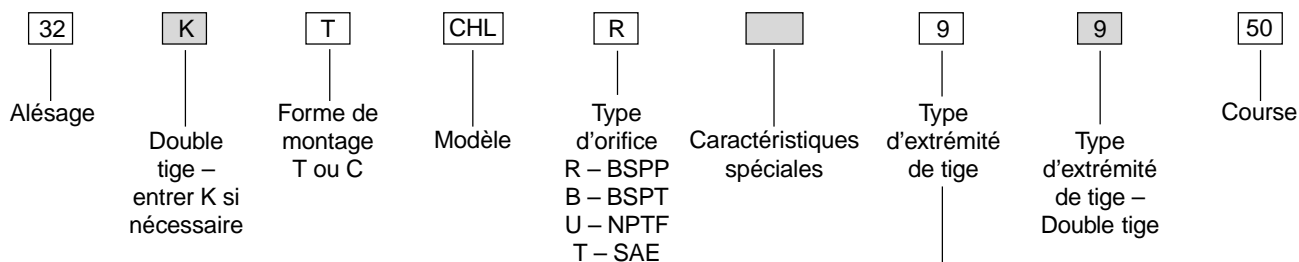 32 K T CHL R 9 9 50
Alésage
Double
tige –
entrer K si
nécessaire
Forme de
montage
T ou C
Modèle
Type
d'orifice
R – BSPP
B – BSPT
U – NPTF
T – SAE
Caractéristiques
spéciales
Type
d'extrémité
de tige
Type
d'extrémité
de tige –
Double tige
Course